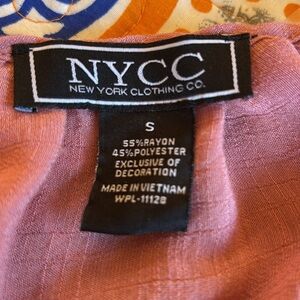 NYCC
NEW YORK CLOTHING CO.
S
55%RAYON
45%POLYESTER
EXCLUSIVE OF
DECORATION
MADE IN VIETNAM
WPL-11128